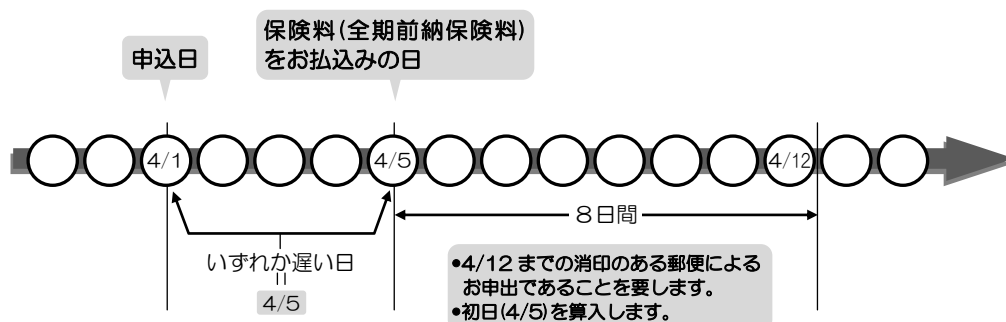 保険料(全期前納保険料)
をお払込みの日
申込日
4/1
4/5
4/12
8日間
いずれか遅い日
=
4/5
•4/12 までの消印のある郵便による
お申出であることを要します。
•初日(4/5)を算入します。